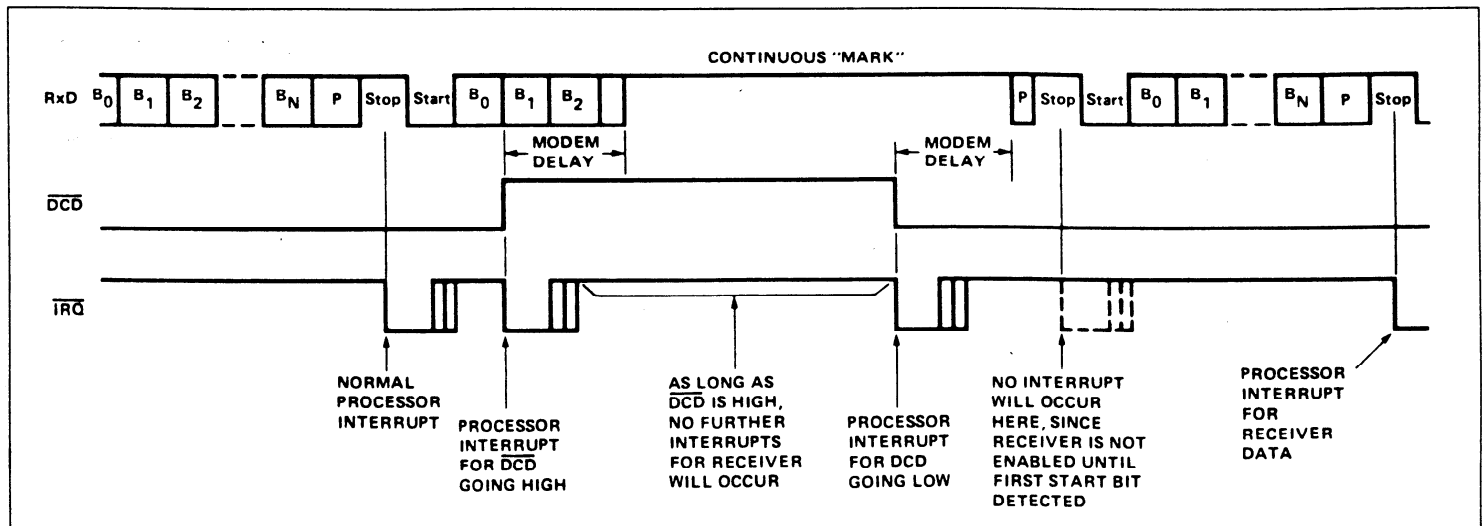 CONTINUOUS "MARK"
RxD B0 B1 B2 BN P Stop Start B0 B1 B2 P Stop Start B0 B1 BN P Stop
MODEM
DELAY
MODEM
DELAY
DCD
IRQ
NORMAL
PROCESSOR
INTERRUPT
PROCESSOR
INTERRUPT
FOR DCD
GOING HIGH
AS LONG AS
DCD IS HIGH,
NO FURTHER
INTERRUPTS
FOR RECEIVER
WILL OCCUR
PROCESSOR
INTERRUPT
FOR DCD
GOING LOW
NO INTERRUPT
WILL OCCUR
HERE, SINCE
RECEIVER IS NOT
ENABLED UNTIL
FIRST START BIT
DETECTED
PROCESSOR
INTERRUPT
FOR
RECEIVER
DATA